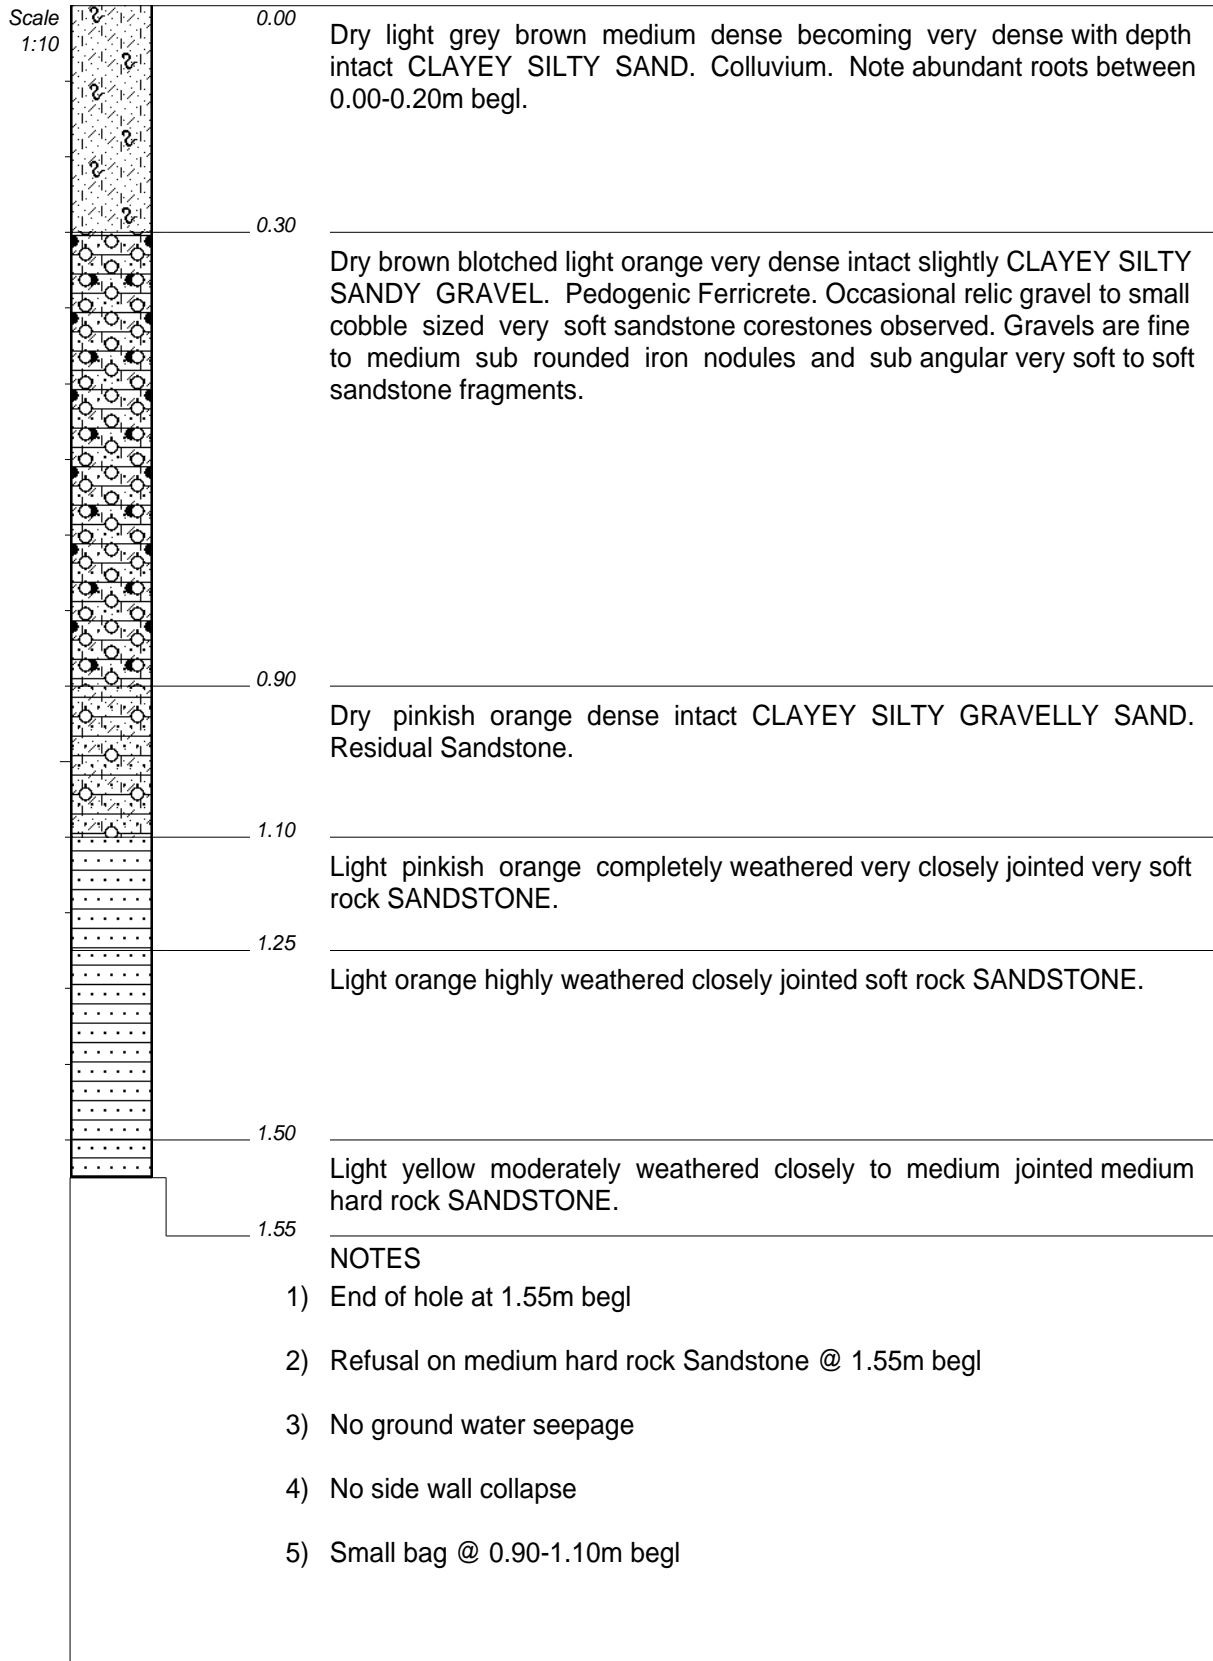 Scale
1:10
0.00
Dry light grey brown medium dense becoming very dense with depth
intact CLAYEY SILTY SAND. Colluvium. Note abundant roots between
0.00-0.20m begl.
0.30
Dry brown blotched light orange very dense intact slightly CLAYEY SILTY
SANDY GRAVEL. Pedogenic Ferricrete. Occasional relic gravel to small
cobble sized very soft sandstone corestones observed. Gravels are fine
to medium sub rounded iron nodules and sub angular very soft to soft
sandstone fragments.
0.90
Dry pinkish orange dense intact CLAYEY SILTY GRAVELLY SAND.
Residual Sandstone.
1.10
Light pinkish orange completely weathered very closely jointed very soft
rock SANDSTONE.
1.25
Light orange highly weathered closely jointed soft rock SANDSTONE.
1.50
Light yellow moderately weathered closely to medium jointed medium
hard rock SANDSTONE.
1.55
NOTES
1) End of hole at 1.55m begl
2) Refusal on medium hard rock Sandstone @ 1.55m begl
3) No ground water seepage
4) No side wall collapse
5) Small bag @ 0.90-1.10m begl